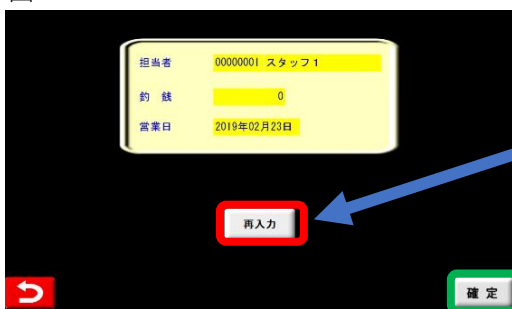 担当者 00000001 スタッフ1
釣 銭 0
営業日 2019年02月23日
再入力
確 定